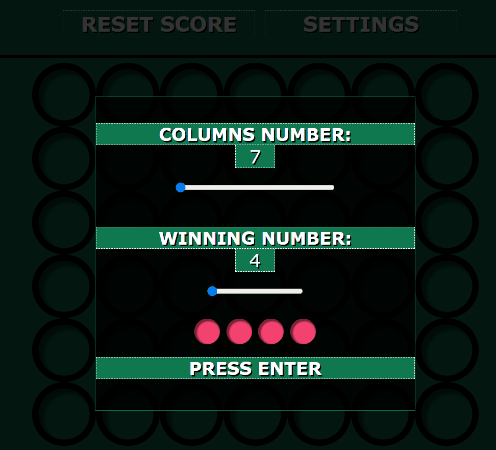 RESET SCORE
SETTINGS
COLUMNS NUMBER:
7
WINNING NUMBER:
4
PRESS ENTER